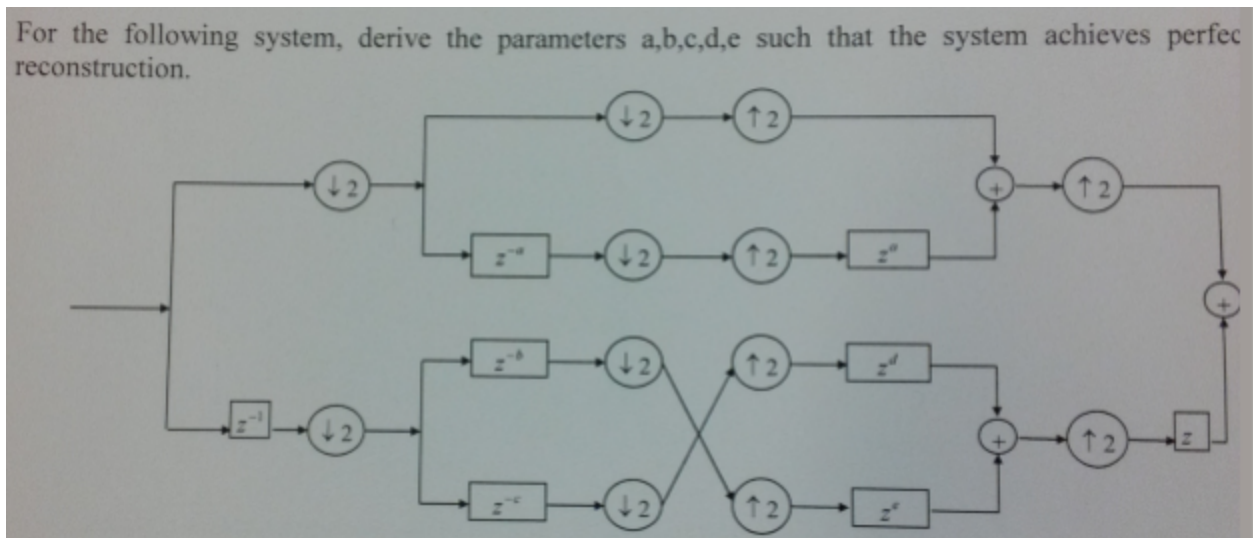 For the following system, derive the parameters a,b,c,d,e such that the system achieves perfec
reconstruction.
↓2 ↑2
↓2 + ↑2
z⁻ᵃ ↓2 ↑2 zᵃ
+
z⁻ᵇ ↓2 ↑2 zᵈ
z⁻¹ ↓2 + ↑2 z
z⁻ᶜ ↓2 ↑2 zᵉ